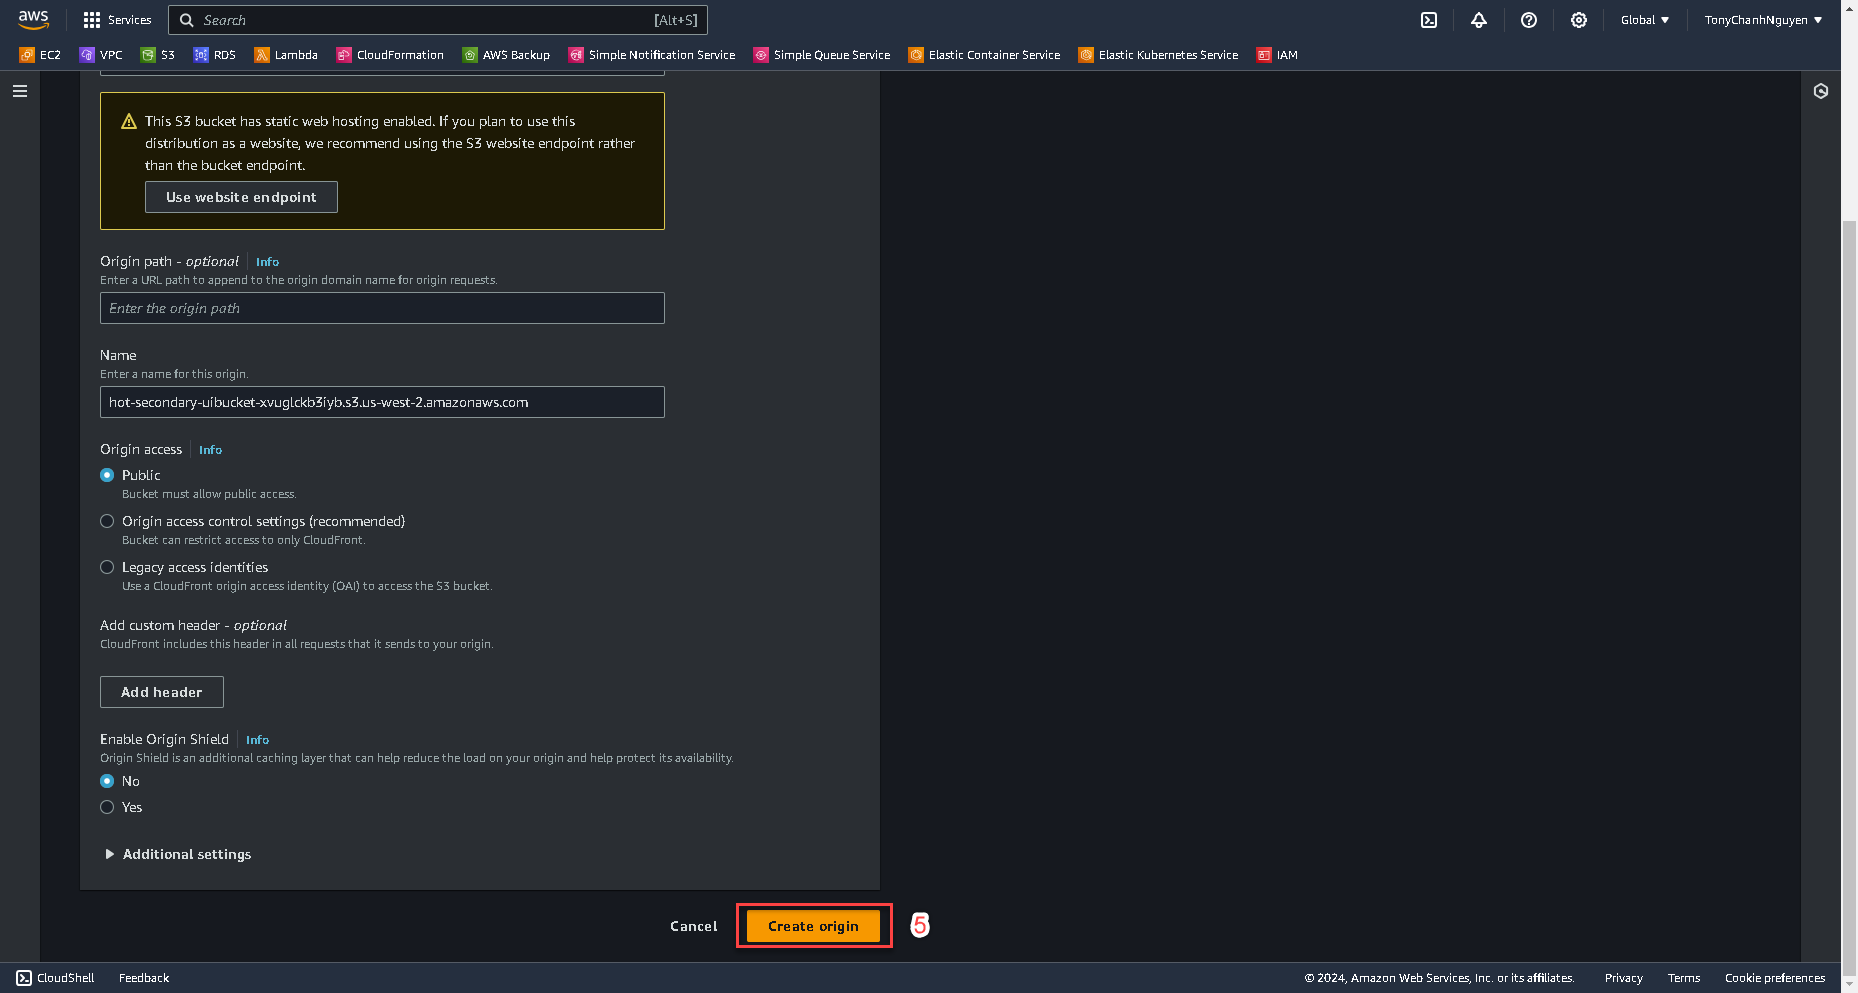 aws
Services
Search
[Alt+S]
Global ▼
TonyChanhNguyen ▼
EC2
VPC
S3
RDS
Lambda
CloudFormation
AWS Backup
Simple Notification Service
Simple Queue Service
Elastic Container Service
Elastic Kubernetes Service
IAM
This S3 bucket has static web hosting enabled. If you plan to use this
distribution as a website, we recommend using the S3 website endpoint rather
than the bucket endpoint.
Use website endpoint
Origin path - optional
Info
Enter a URL path to append to the origin domain name for origin requests.
Enter the origin path
Name
Enter a name for this origin.
hot-secondary-uibucket-xvuglckb3iyb.s3.us-west-2.amazonaws.com
Origin access
Info
Public
Bucket must allow public access.
Origin access control settings (recommended)
Bucket can restrict access to only CloudFront.
Legacy access identities
Use a CloudFront origin access identity (OAI) to access the S3 bucket.
Add custom header - optional
CloudFront includes this header in all requests that it sends to your origin.
Add header
Enable Origin Shield
Info
Origin Shield is an additional caching layer that can help reduce the load on your origin and help protect its availability.
No
Yes
Additional settings
Cancel
Create origin
5
CloudShell
Feedback
© 2024, Amazon Web Services, Inc. or its affiliates.
Privacy
Terms
Cookie preferences